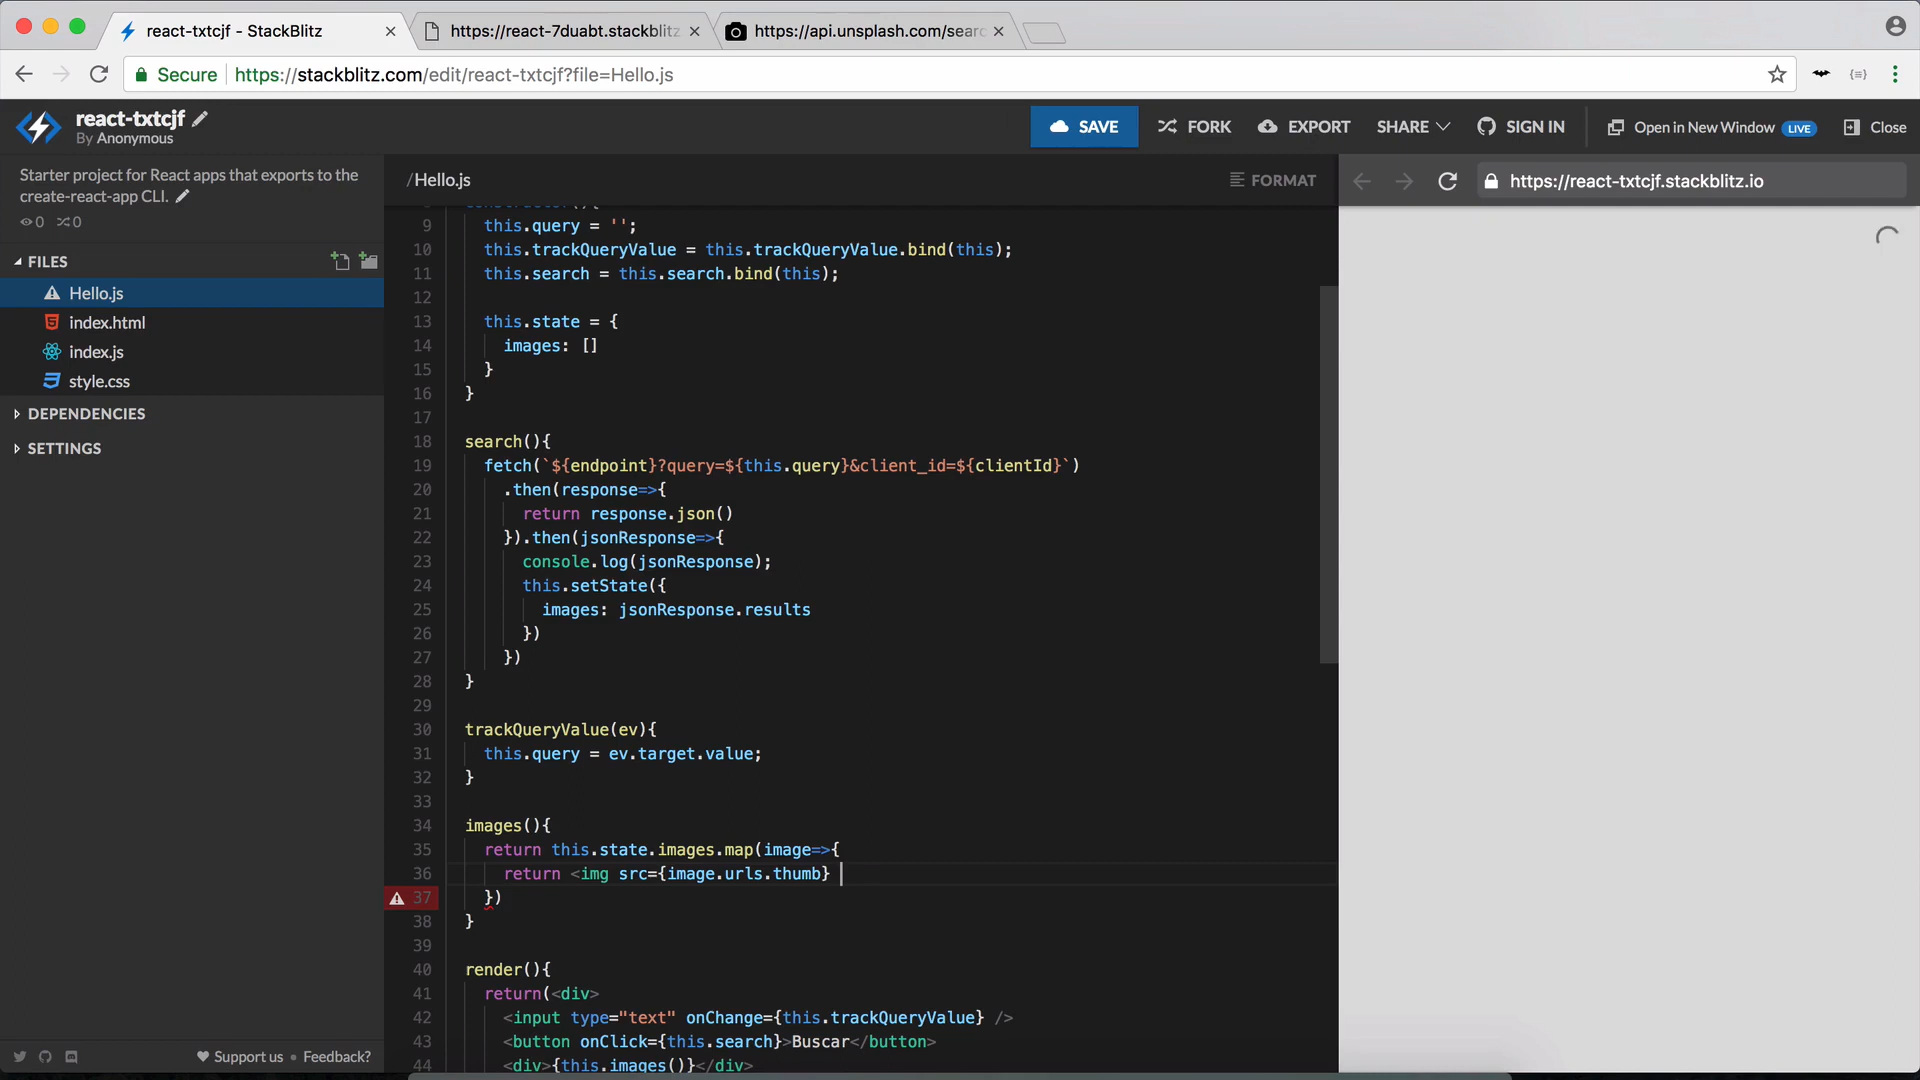 react-txtcjf - StackBlitz
https://react-7duabt.stackblitz
https://api.unsplash.com/sear
Secure https://stackblitz.com/edit/react-txtcjf?file=Hello.js
react-txtcjf
By Anonymous
SAVE FORK EXPORT SHARE SIGN IN Open in New Window LIVE Close
Starter project for React apps that exports to the
create-react-app CLI.
0 0
FILES
Hello.js
index.html
index.js
style.css
DEPENDENCIES
SETTINGS
Support us • Feedback?
/Hello.js FORMAT
9 this.query = '';
10 this.trackQueryValue = this.trackQueryValue.bind(this);
11 this.search = this.search.bind(this);
12
13 this.state = {
14 images: []
15 }
16 }
17
18 search(){
19 fetch(`${endpoint}?query=${this.query}&client_id=${clientId}`)
20 .then(response=>{
21 return response.json()
22 }).then(jsonResponse=>{
23 console.log(jsonResponse);
24 this.setState({
25 images: jsonResponse.results
26 })
27 })
28 }
29
30 trackQueryValue(ev){
31 this.query = ev.target.value;
32 }
33
34 images(){
35 return this.state.images.map(image=>{
36 return <img src={image.urls.thumb}
37 })
38 }
39
40 render(){
41 return(<div>
42 <input type="text" onChange={this.trackQueryValue} />
43 <button onClick={this.search}>Buscar</button>
44 <div>{this.images()}</div>
https://react-txtcjf.stackblitz.io